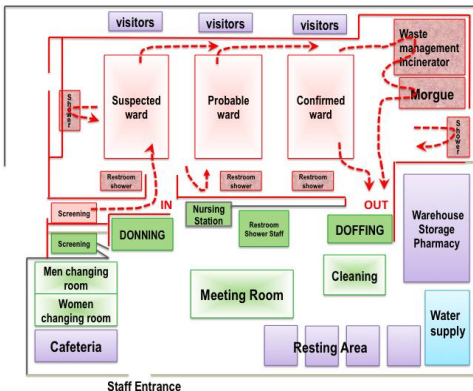 visitors
visitors
visitors
Waste
management
incinerator
Morgue
Shower
Suspected
ward
Probable
ward
Confirmed
ward
Shower
Restroom
shower
Restroom
shower
Restroom
shower
Screening
IN
OUT
Nursing
Station
DONNING
Restroom
Shower Staff
DOFFING
Warehouse
Storage
Pharmacy
Screening
Men changing
room
Women
changing room
Cleaning
Meeting Room
Cafeteria
Resting Area
Water
supply
Staff Entrance